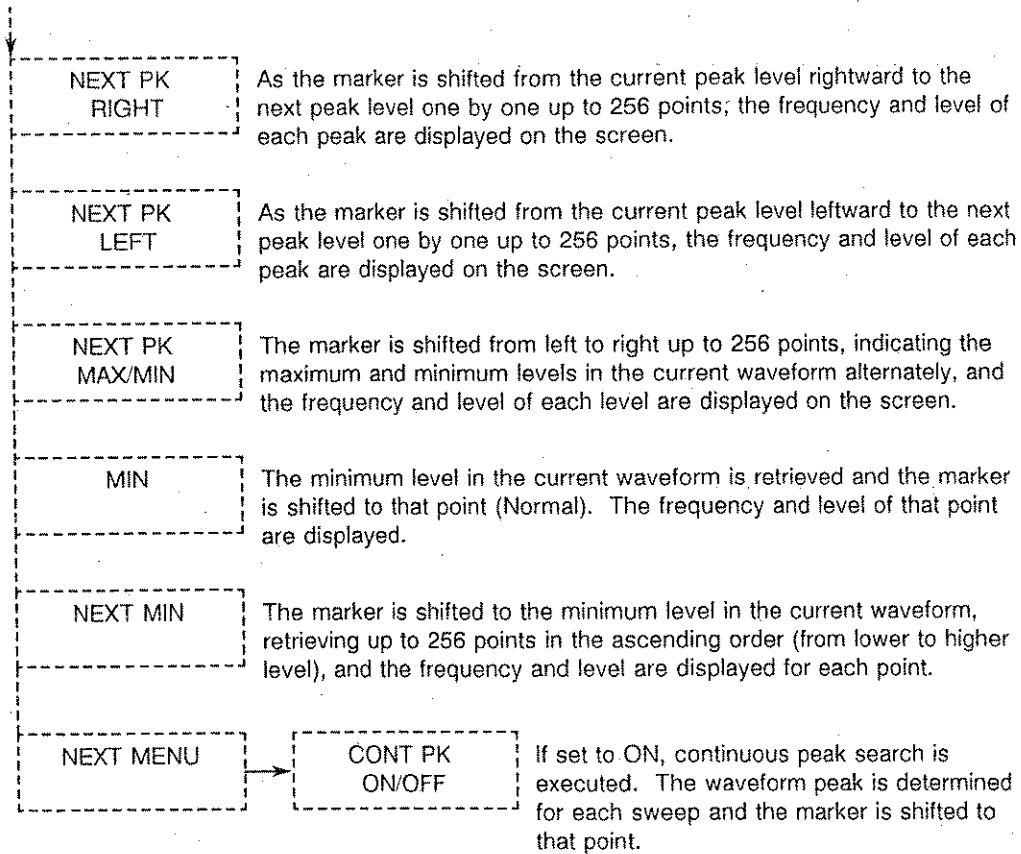 NEXT PK
RIGHT
As the marker is shifted from the current peak level rightward to the
next peak level one by one up to 256 points, the frequency and level of
each peak are displayed on the screen.
NEXT PK
LEFT
As the marker is shifted from the current peak level leftward to the next
peak level one by one up to 256 points, the frequency and level of each
peak are displayed on the screen.
NEXT PK
MAX/MIN
The marker is shifted from left to right up to 256 points, indicating the
maximum and minimum levels in the current waveform alternately, and
the frequency and level of each level are displayed on the screen.
MIN
The minimum level in the current waveform is retrieved and the marker
is shifted to that point (Normal). The frequency and level of that point
are displayed.
NEXT MIN
The marker is shifted to the minimum level in the current waveform,
retrieving up to 256 points in the ascending order (from lower to higher
level), and the frequency and level are displayed for each point.
NEXT MENU
CONT PK
ON/OFF
If set to ON, continuous peak search is
executed. The waveform peak is determined
for each sweep and the marker is shifted to
that point.